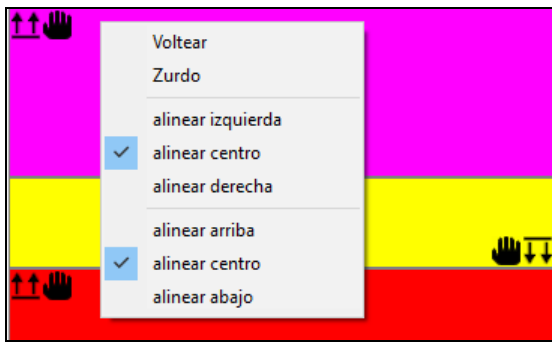 Voltear
Zurdo
alinear izquierda
alinear centro
alinear derecha
alinear arriba
alinear centro
alinear abajo